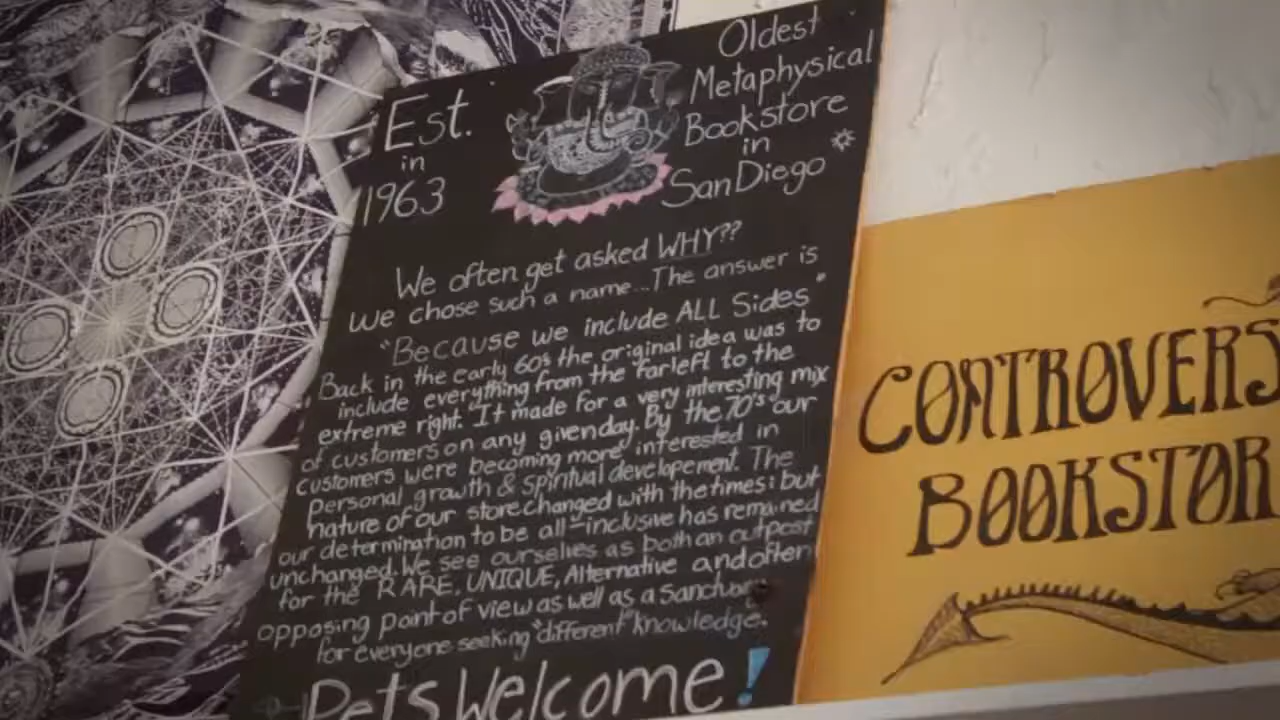 Est.
in
1963
Oldest
Metaphysical
Bookstore
in
San Diego
We often get asked WHY??
we chose such a name...The answer is
"Because we include ALL Sides"
Back in the early 60s the original idea was to
include everything from the far left to the
extreme right. It made for a very interesting mix
of customers on any given day. By the 70's our
customers were becoming more interested in
personal growth & spiritual developement. The
nature of our store changed with the times; but
our determination to be all-inclusive has remained
unchanged. We see ourselves as both an outpost
for the RARE, UNIQUE, Alternative and often
opposing point of view as well as a
for everyone seeking "different" knowledge.
Pets Welcome!
CONTROVERS
BOOKSTOR